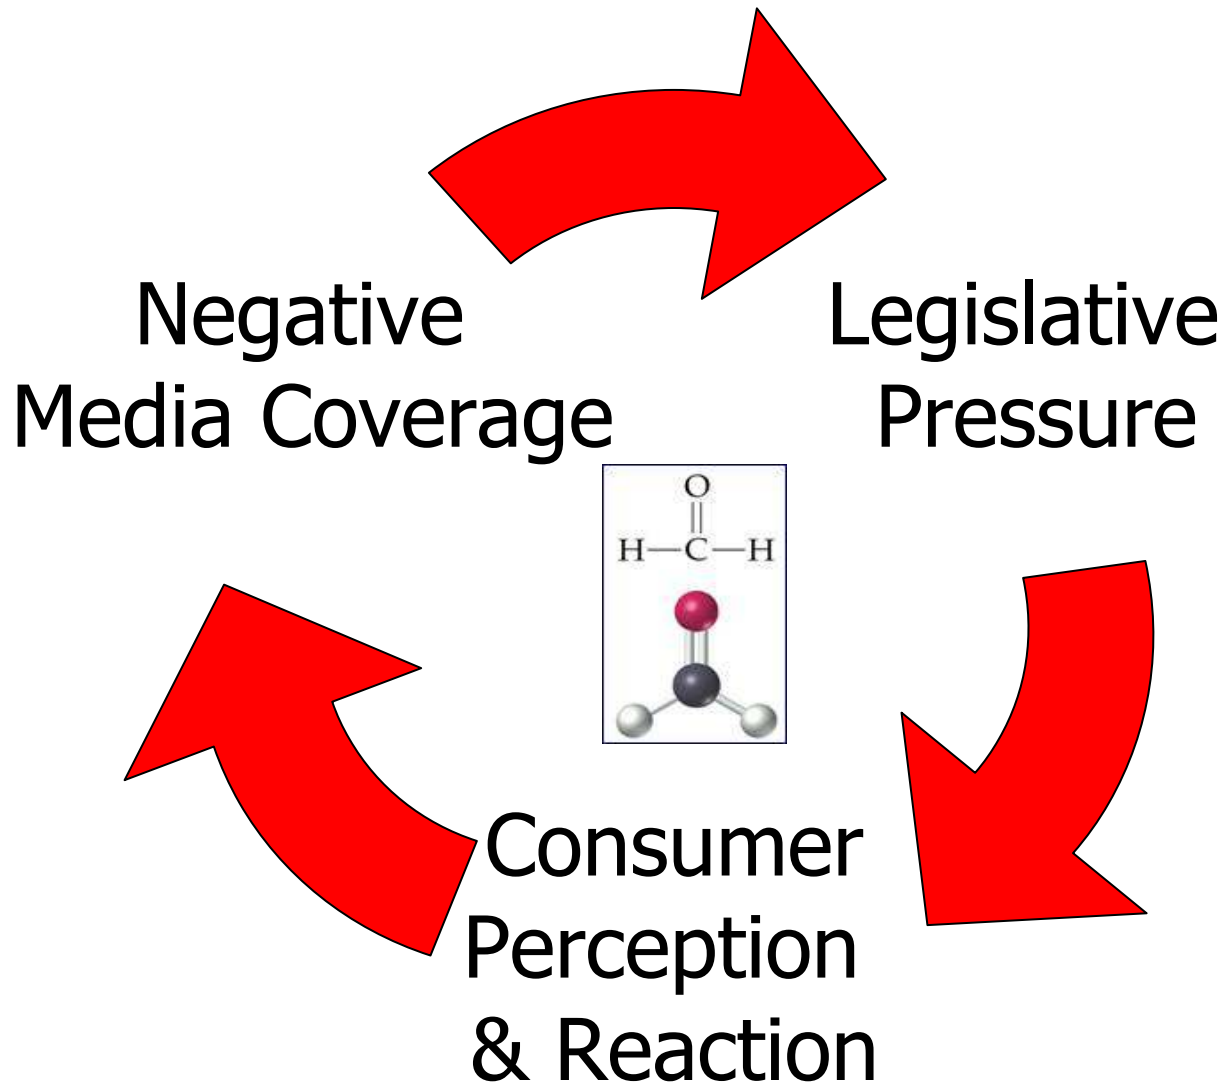 Negative
Media Coverage
Legislative
Pressure
O
H—C—H
Consumer
Perception
& Reaction